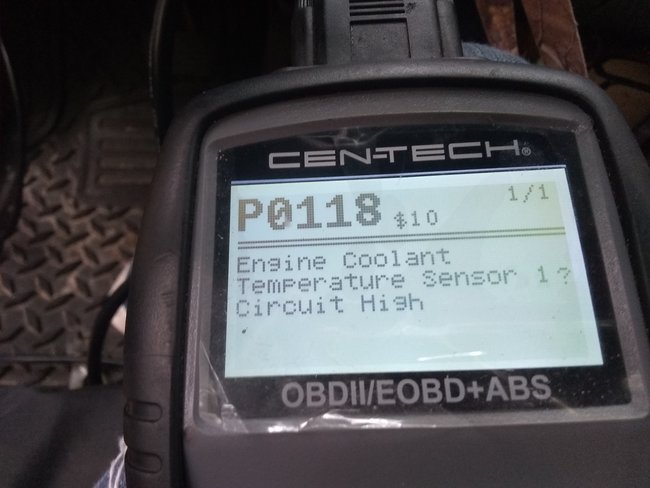 CEN-TECH®
P0118 $10 1/1
Engine Coolant
Temperature Sensor 1?
Circuit High
.
OBDII/EOBD+ABS